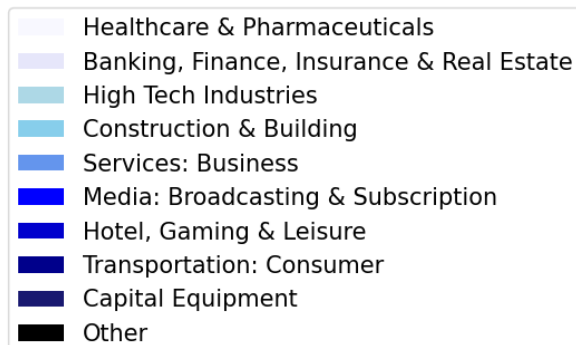 Healthcare & Pharmaceuticals
Banking, Finance, Insurance & Real Estate
High Tech Industries
Construction & Building
Services: Business
Media: Broadcasting & Subscription
Hotel, Gaming & Leisure
Transportation: Consumer
Capital Equipment
Other